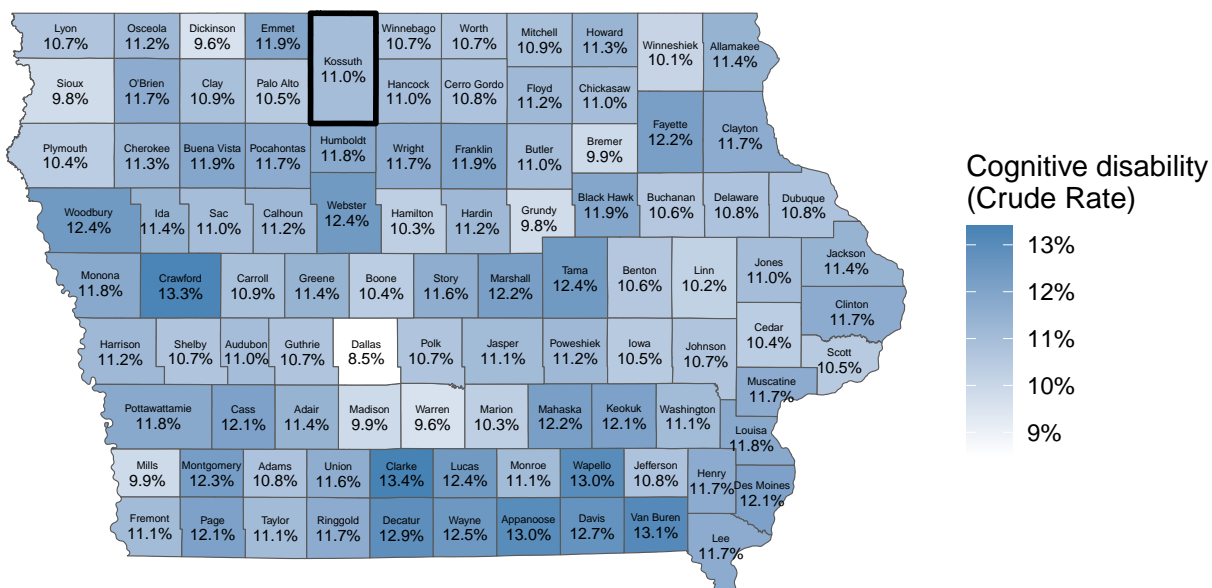 Lyon
10.7%
Osceola
11.2%
Dickinson
9.6%
Emmet
11.9%
Kossuth
11.0%
Winnebago
10.7%
Worth
10.7%
Mitchell
10.9%
Howard
11.3%
Winneshiek
10.1%
Allamakee
11.4%
Sioux
9.8%
O'Brien
11.7%
Clay
10.9%
Palo Alto
10.5%
Hancock
11.0%
Cerro Gordo
10.8%
Floyd
11.2%
Chickasaw
11.0%
Fayette
12.2%
Clayton
11.7%
Plymouth
10.4%
Cherokee
11.3%
Buena Vista
11.9%
Pocahontas
11.7%
Humboldt
11.8%
Wright
11.7%
Franklin
11.9%
Butler
11.0%
Bremer
9.9%
Woodbury
12.4%
Ida
11.4%
Sac
11.0%
Calhoun
11.2%
Webster
12.4%
Hamilton
10.3%
Hardin
11.2%
Grundy
9.8%
Black Hawk
11.9%
Buchanan
10.6%
Delaware
10.8%
Dubuque
10.8%
Monona
11.8%
Crawford
13.3%
Carroll
10.9%
Greene
11.4%
Boone
10.4%
Story
11.6%
Marshall
12.2%
Tama
12.4%
Benton
10.6%
Linn
10.2%
Jones
11.0%
Jackson
11.4%
Clinton
11.7%
Harrison
11.2%
Shelby
10.7%
Audubon
11.0%
Guthrie
10.7%
Dallas
8.5%
Polk
10.7%
Jasper
11.1%
Poweshiek
11.2%
Iowa
10.5%
Johnson
10.7%
Cedar
10.4%
Scott
10.5%
Muscatine
11.7%
Pottawattamie
11.8%
Cass
12.1%
Adair
11.4%
Madison
9.9%
Warren
9.6%
Marion
10.3%
Mahaska
12.2%
Keokuk
12.1%
Washington
11.1%
Louisa
11.8%
Mills
9.9%
Montgomery
12.3%
Adams
10.8%
Union
11.6%
Clarke
13.4%
Lucas
12.4%
Monroe
11.1%
Wapello
13.0%
Jefferson
10.8%
Henry
11.7%
Des Moines
12.1%
Fremont
11.1%
Page
12.1%
Taylor
11.1%
Ringgold
11.7%
Decatur
12.9%
Wayne
12.5%
Appanoose
13.0%
Davis
12.7%
Van Buren
13.1%
Lee
11.7%
Cognitive disability
(Crude Rate)
13%
12%
11%
10%
9%